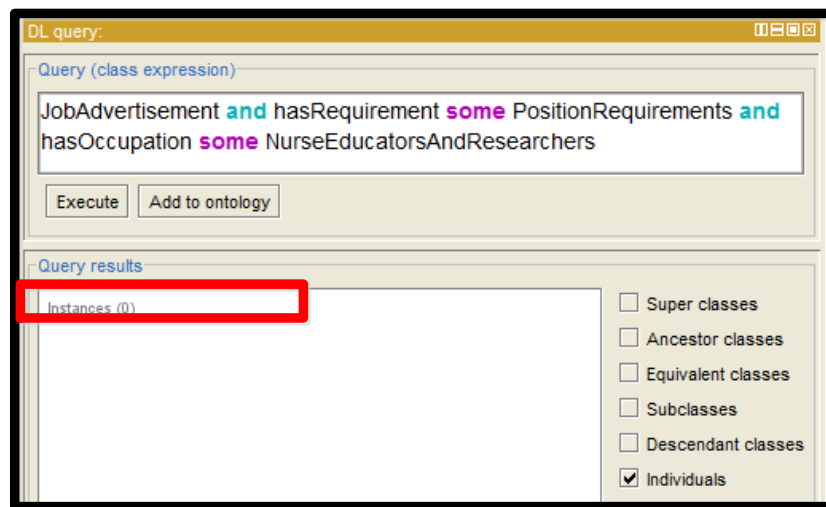 DL query:
Query (class expression)
JobAdvertisement and hasRequirement some PositionRequirements and
hasOccupation some NurseEducatorsAndResearchers
Execute Add to ontology
Query results
Instances (0)
Super classes
Ancestor classes
Equivalent classes
Subclasses
Descendant classes
Individuals